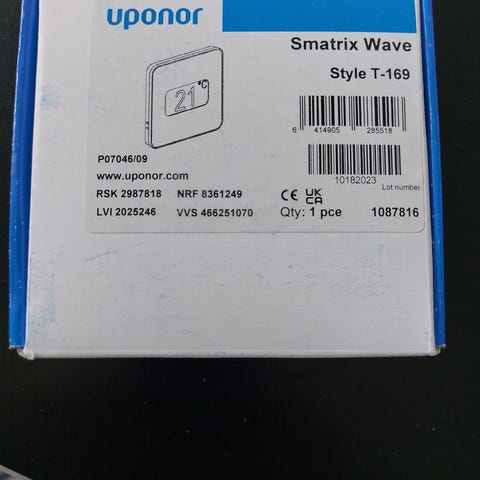 uponor
Smatrix Wave
Style T-169
21°
6 414905 285518
P07046/09
www.uponor.com
10182023
Lot number
RSK 2987818 NRF 8361249
CE UK CA
LVI 2025246 VVS 466251070
Qty: 1 pce 1087816